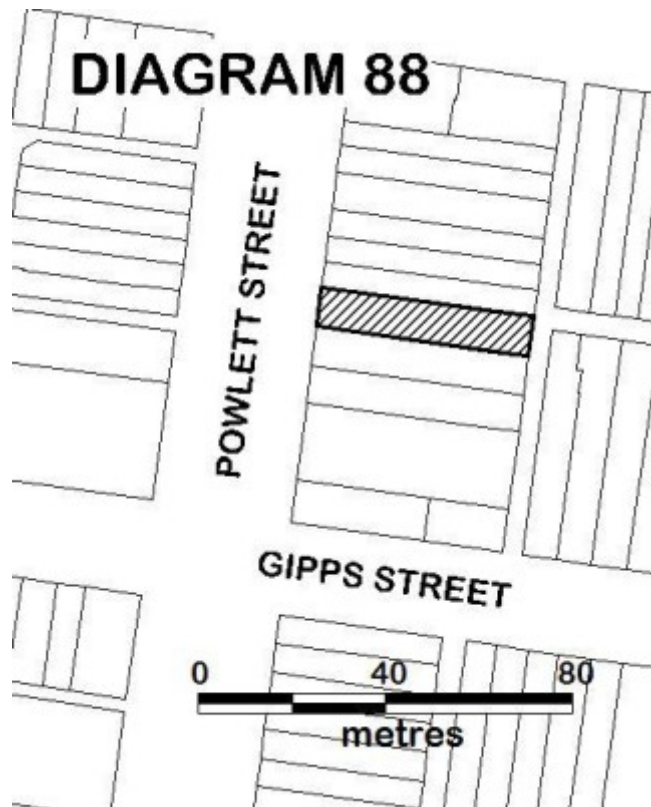 DIAGRAM 88
POWLETT STREET
GIPPS STREET
0 40 80
metres